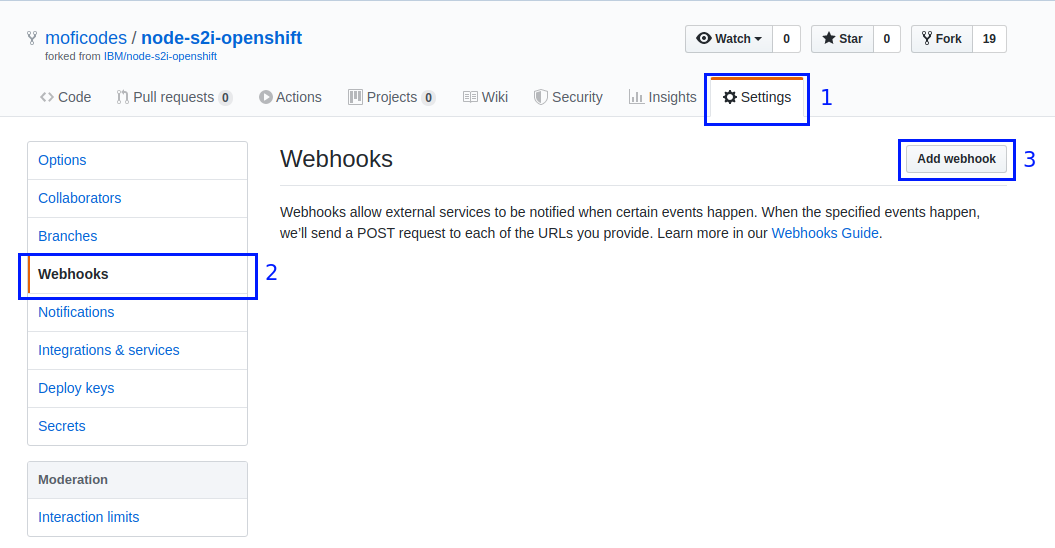 moficodes / node-s2i-openshift
Watch 0 Star 0 Fork 19
forked from IBM/node-s2i-openshift
Code Pull requests 0 Actions Projects 0 Wiki Security Insights Settings 1
Options
Collaborators
Branches
Webhooks 2
Notifications
Integrations & services
Deploy keys
Secrets
Moderation
Interaction limits
Webhooks
Add webhook 3
Webhooks allow external services to be notified when certain events happen. When the specified events happen,
we’ll send a POST request to each of the URLs you provide. Learn more in our Webhooks Guide.